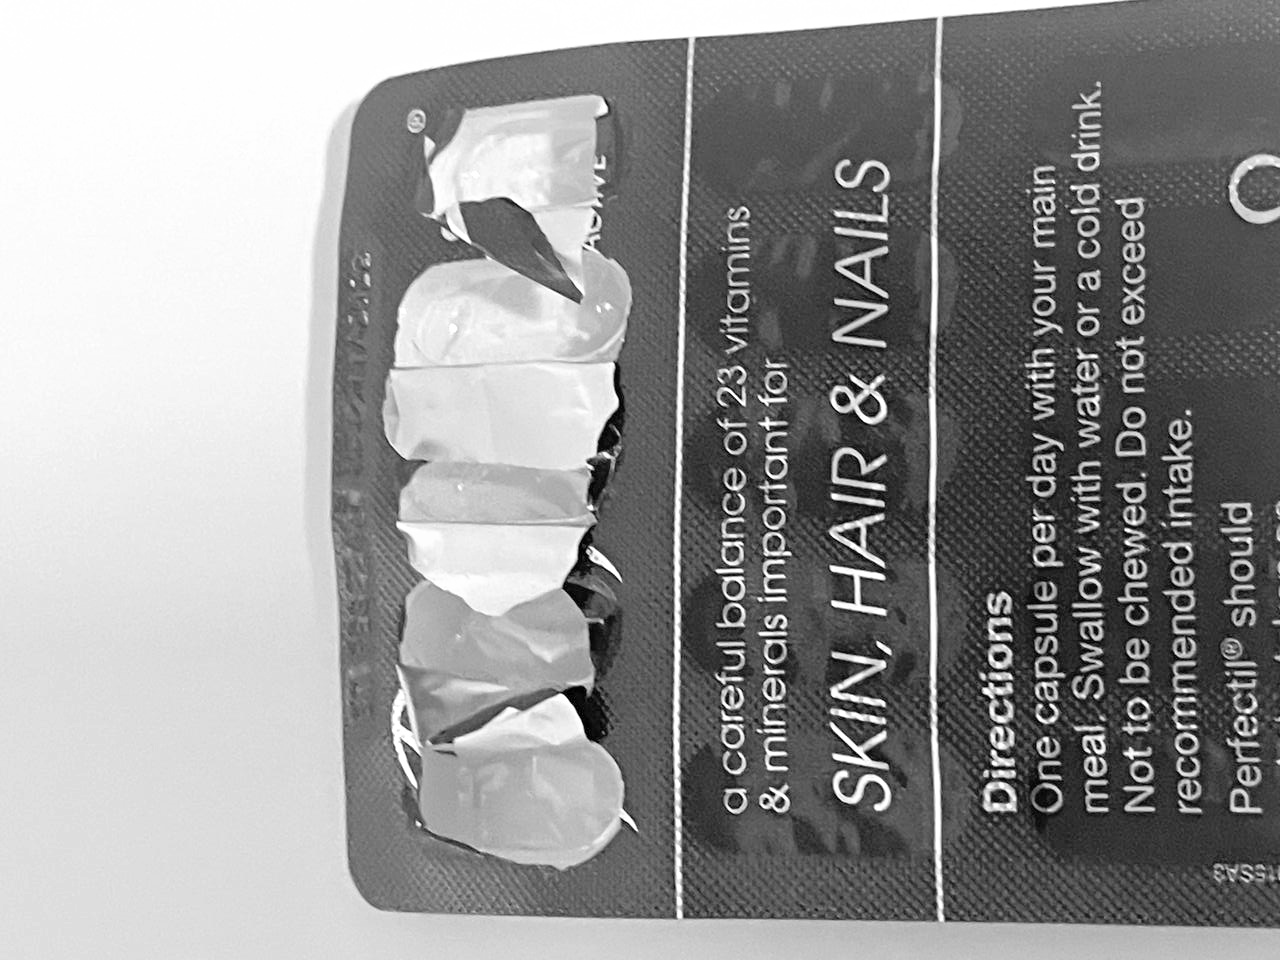 ACTIVE
a careful balance of 23 vitamins
& minerals important for
SKIN, HAIR & NAILS
Directions
One capsule per day with your main
meal. Swallow with water or a cold drink.
Not to be chewed. Do not exceed
recommended intake.
Perfectil® should